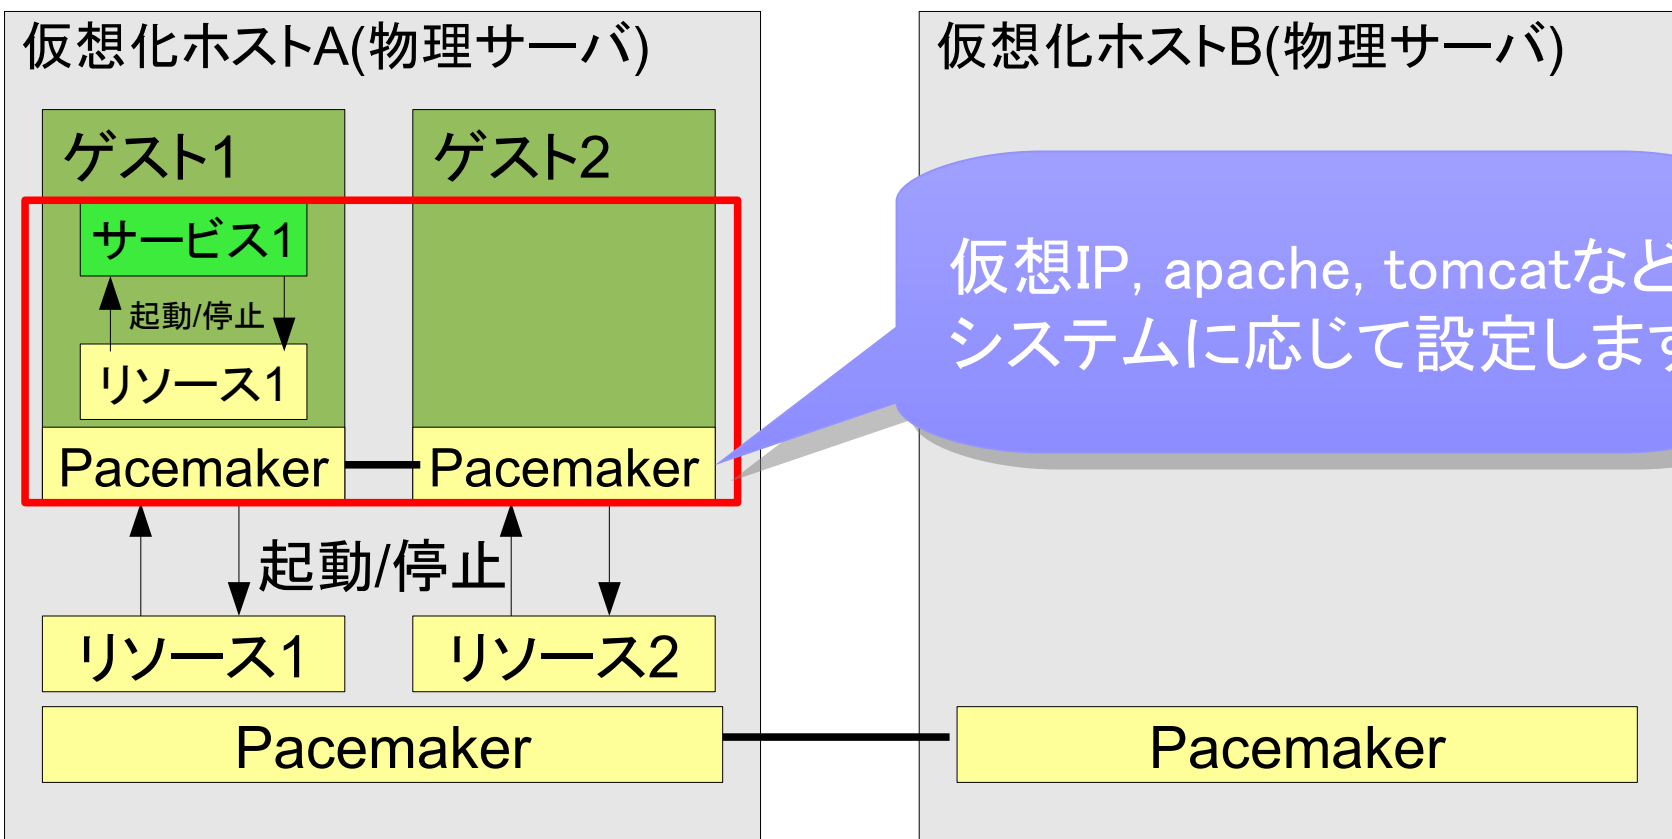 仮想化ホストA(物理サーバ)
仮想化ホストB(物理サーバ)
ゲスト1
ゲスト2
サービス1
起動/停止
リソース1
仮想IP, apache, tomcatなど
システムに応じて設定します
Pacemaker
Pacemaker
起動/停止
リソース1
リソース2
Pacemaker
Pacemaker